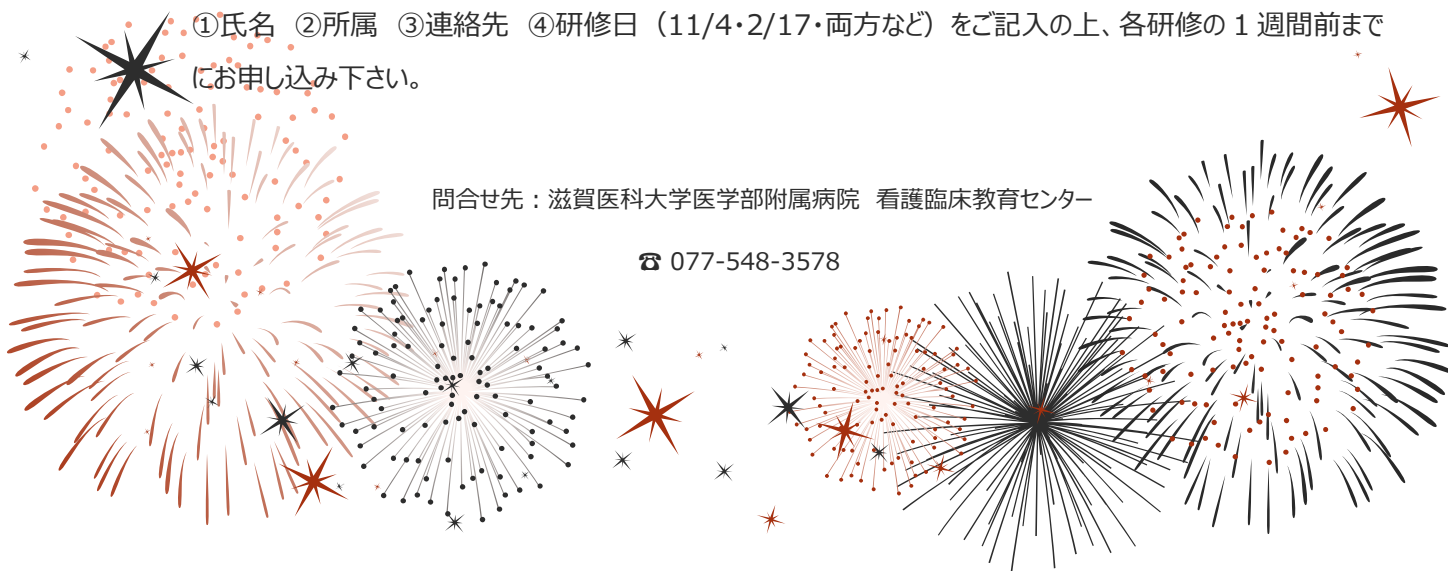 ①氏名 ②所属 ③連絡先 ④研修日（11/4・2/17・両方など）をご記入の上、各研修の 1 週間前まで
にお申し込み下さい。
問合せ先：滋賀医科大学医学部附属病院 看護臨床教育センター
☎ 077-548-3578